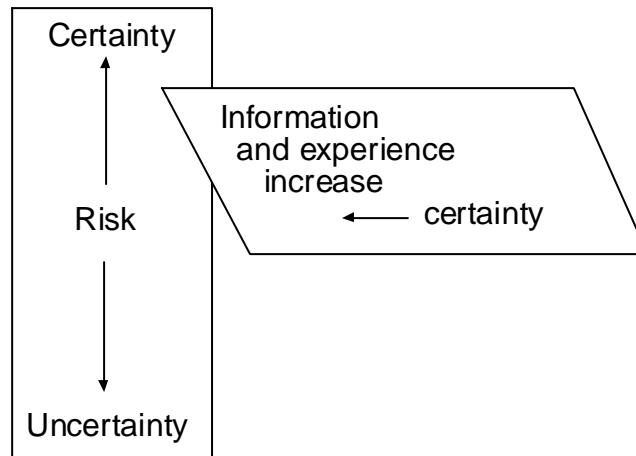 Certainty
Information
and experience
increase
certainty
Risk
Uncertainty